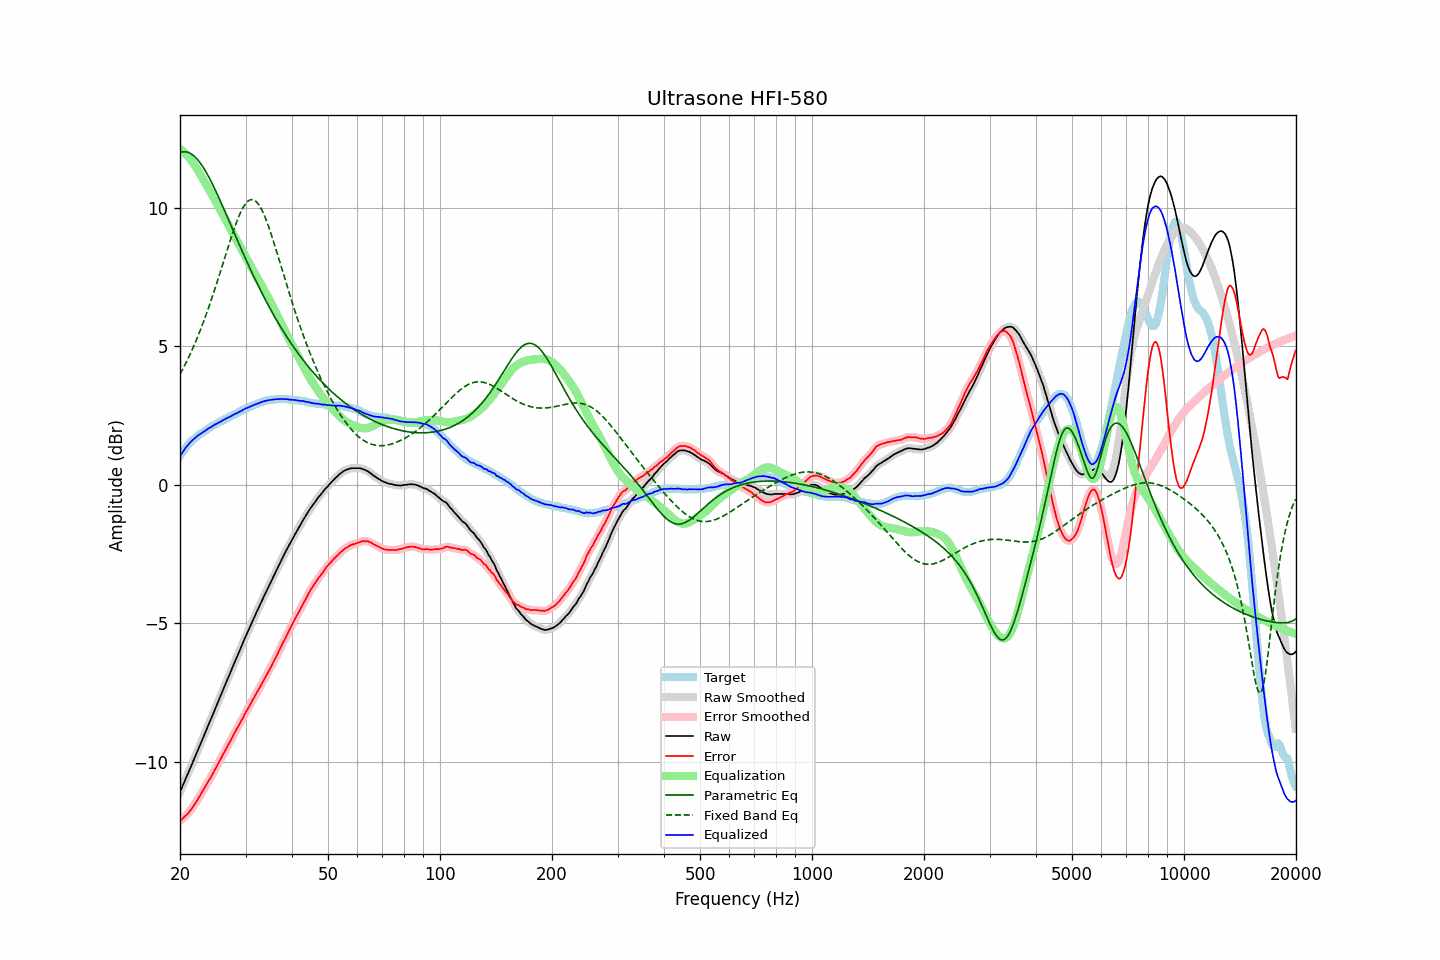 Ultrasone HFI-580
Amplitude (dBr)
10
5
0
−5
−10
20
50
100
200
500
1000
2000
5000
10000
20000
Frequency (Hz)
Target
Raw Smoothed
Error Smoothed
Raw
Error
Equalization
Parametric Eq
Fixed Band Eq
Equalized